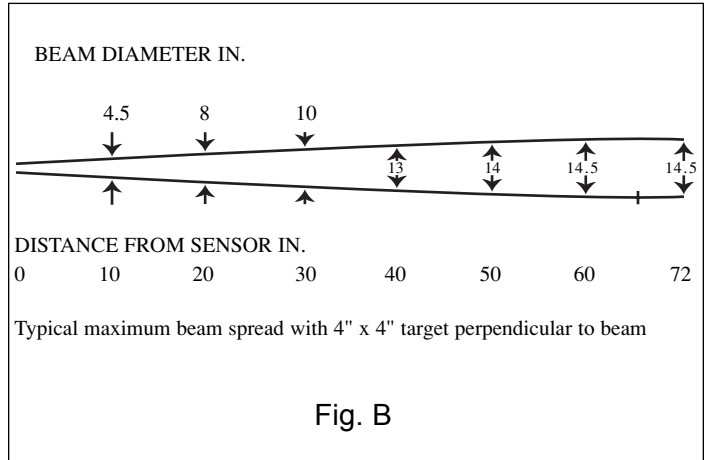 BEAM DIAMETER IN.
4.5 8 10
13 14 14.5 14.5
DISTANCE FROM SENSOR IN.
0 10 20 30 40 50 60 72
Typical maximum beam spread with 4" x 4" target perpendicular to beam
Fig. B